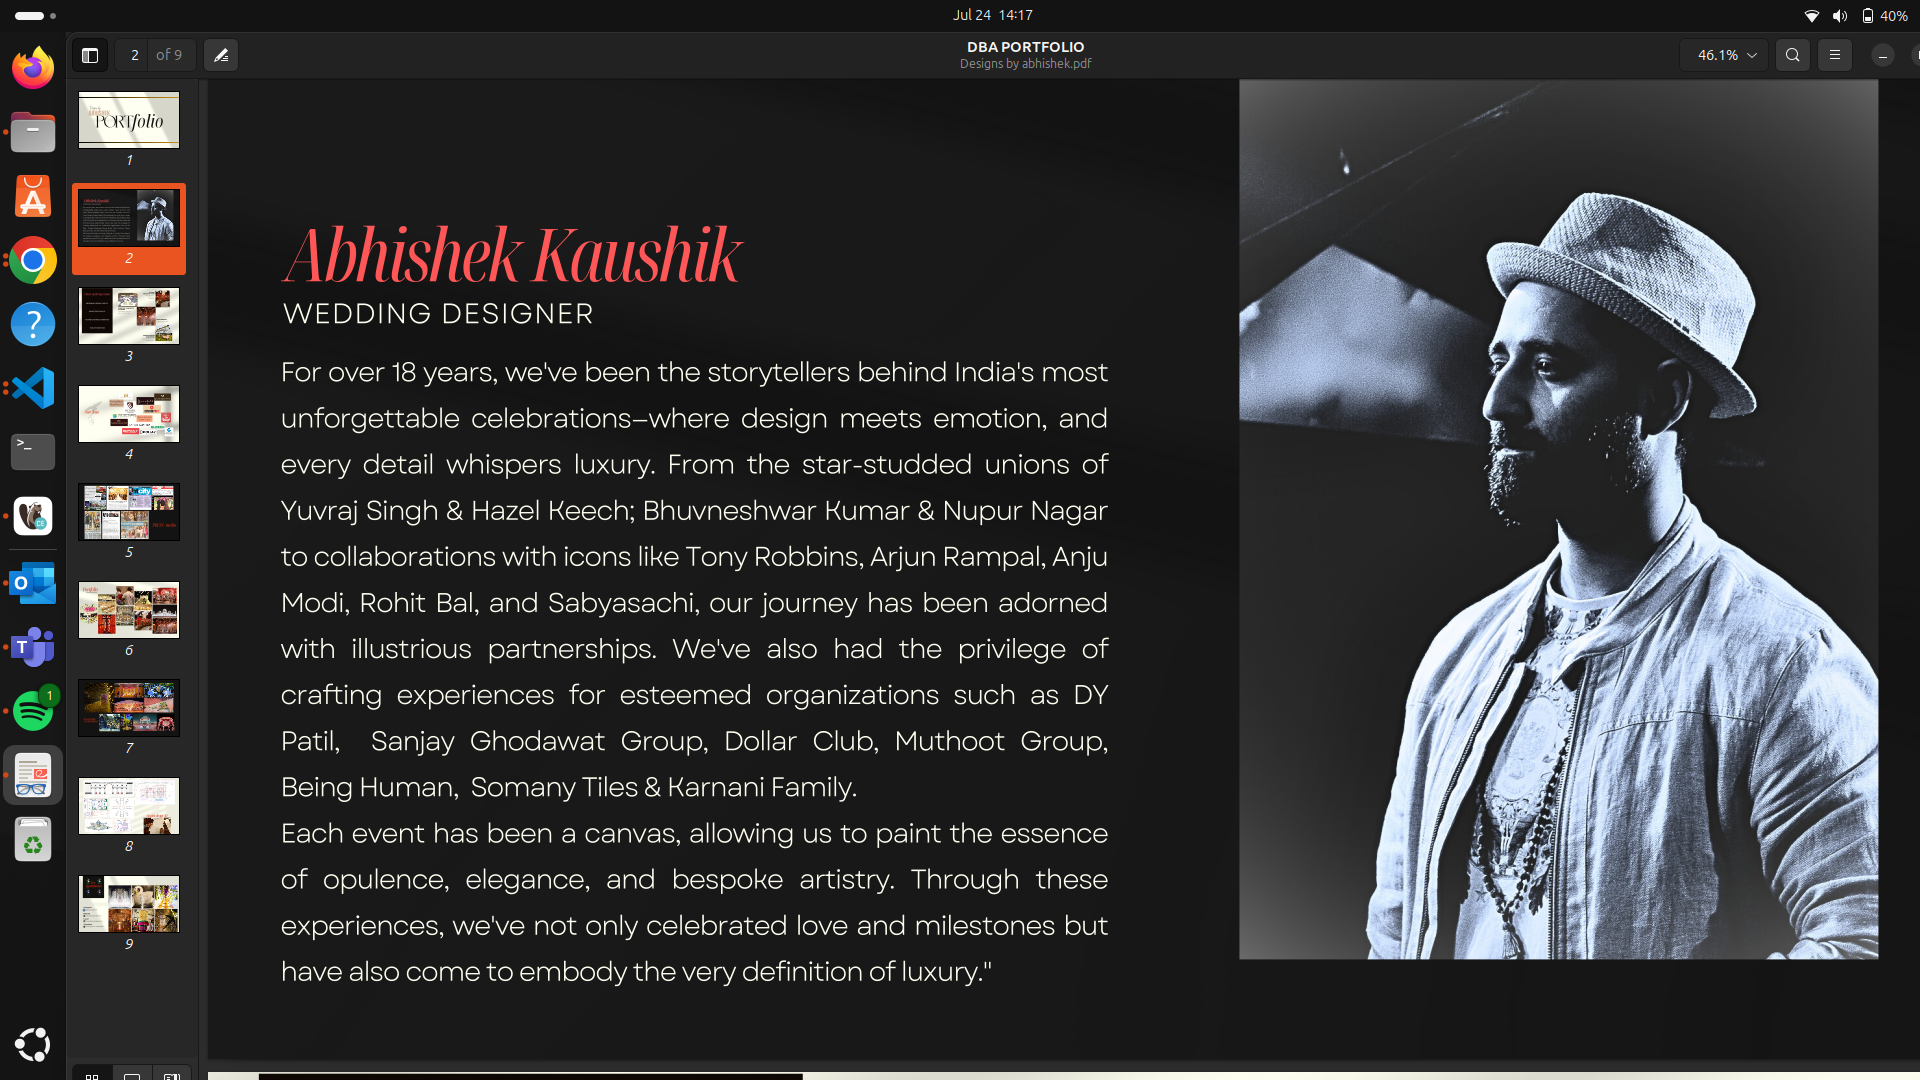 Jul 24 14:17
40%
2 of 9
DBA PORTFOLIO
Designs by abhishek.pdf
46.1%
PORTfolio
1
2
3
4
5
6
7
8
9
1
Abhishek Kaushik
WEDDING DESIGNER
For over 18 years, we've been the storytellers behind India's most
unforgettable celebrations—where design meets emotion, and
every detail whispers luxury. From the star-studded unions of
Yuvraj Singh & Hazel Keech; Bhuvneshwar Kumar & Nupur Nagar
to collaborations with icons like Tony Robbins, Arjun Rampal, Anju
Modi, Rohit Bal, and Sabyasachi, our journey has been adorned
with illustrious partnerships. We've also had the privilege of
crafting experiences for esteemed organizations such as DY
Patil, Sanjay Ghodawat Group, Dollar Club, Muthoot Group,
Being Human, Somany Tiles & Karnani Family.
Each event has been a canvas, allowing us to paint the essence
of opulence, elegance, and bespoke artistry. Through these
experiences, we've not only celebrated love and milestones but
have also come to embody the very definition of luxury."